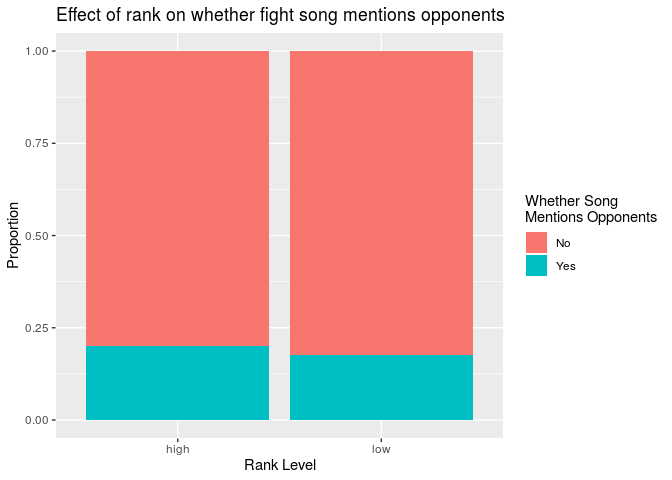 Effect of rank on whether fight song mentions opponents
1.00
0.75
0.50
0.25
0.00
Proportion
high
low
Rank Level
Whether Song
Mentions Opponents
No
Yes